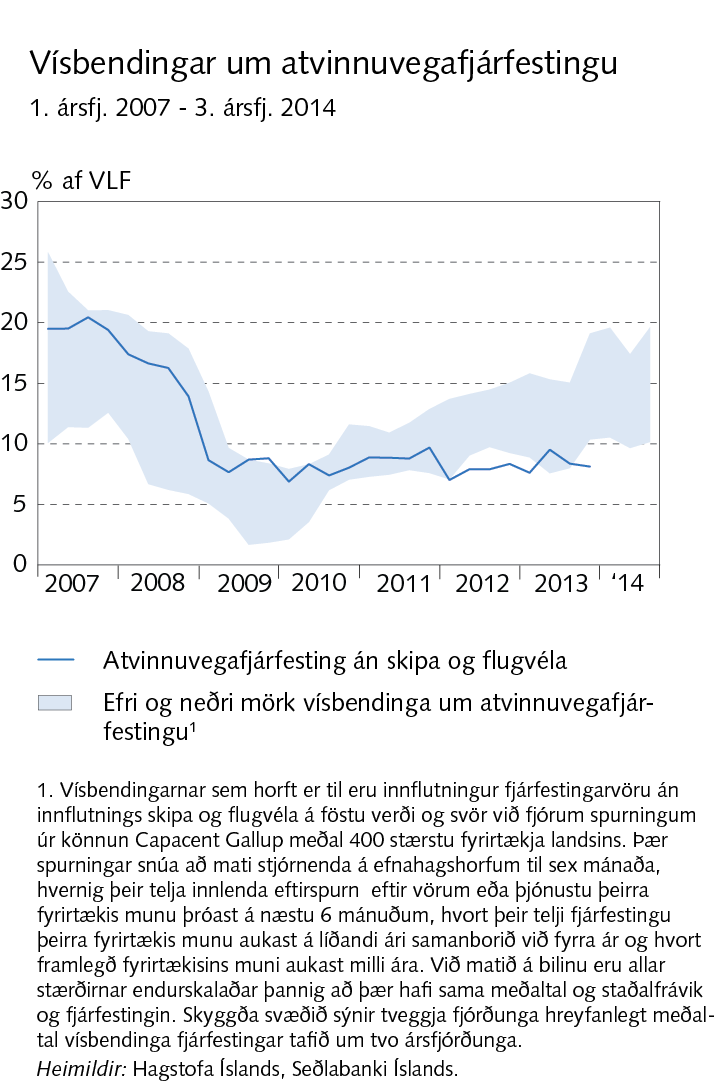 Vísbendingar um atvinnuvegafjárfestingu
1. ársfj. 2007 - 3. ársfj. 2014
% af VLF
30
25
20
15
10
5
0
2007 2008 2009 2010 2011 2012 2013 ‘14
Atvinnuvegafjárfesting án skipa og flugvéla
Efri og neðri mörk vísbendinga um atvinnuvegafjár-
festingu¹
1. Vísbendingarnar sem horft er til eru innflutningur fjárfestingarvöru án
innflutnings skipa og flugvéla á föstu verði og svör við fjórum spurningum
úr könnun Capacent Gallup meðal 400 stærstu fyrirtækja landsins. Þær
spurningar snúa að mati stjórnenda á efnahagshorfum til sex mánaða,
hvernig þeir telja innlenda eftirspurn eftir vörum eða þjónustu þeirra
fyrirtækis munu þróast á næstu 6 mánuðum, hvort þeir telji fjárfestingu
þeirra fyrirtækis munu aukast á líðandi ári samanborið við fyrra ár og hvort
framlegð fyrirtækisins muni aukast milli ára. Við matið á bilinu eru allar
stærðirnar endurskalaðar þannig að þær hafi sama meðaltal og staðalfrávik
og fjárfestingin. Skyggða svæðið sýnir tveggja fjórðunga hreyfanlegt meðal-
tal vísbendinga fjárfestingar tafið um tvo ársfjórðunga.
Heimildir: Hagstofa Íslands, Seðlabanki Íslands.